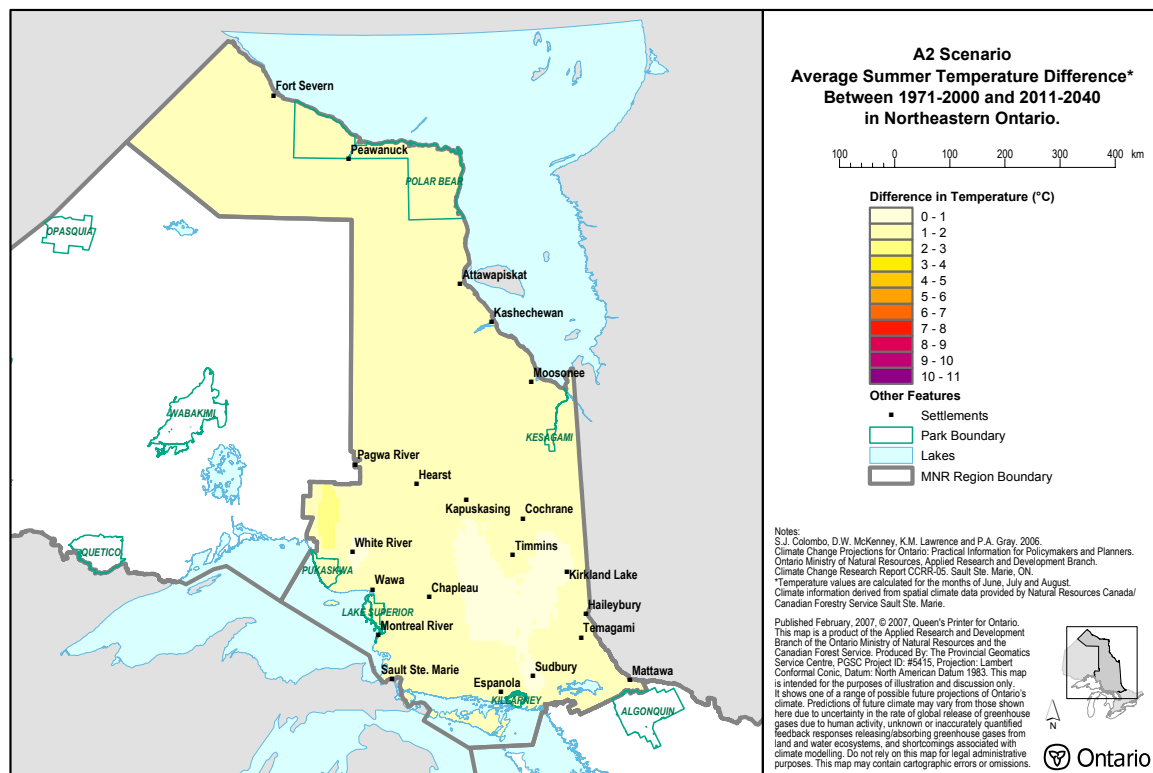 A2 Scenario
Average Summer Temperature Difference*
Between 1971-2000 and 2011-2040
in Northeastern Ontario.
100 0 100 200 300 400 km
Difference in Temperature (°C)
0 - 1
1 - 2
2 - 3
3 - 4
4 - 5
5 - 6
6 - 7
7 - 8
8 - 9
9 - 10
10 - 11
Other Features
Settlements
Park Boundary
Lakes
MNR Region Boundary
Notes:
S.J. Colombo, D.W. McKenney, K.M. Lawrence and P.A. Gray. 2006.
Climate Change Projections for Ontario: Practical Information for Policymakers and Planners.
Ontario Ministry of Natural Resources, Applied Research and Development Branch.
Climate Change Research Report CCRR-05. Sault Ste. Marie, ON.
*Temperature values are calculated for the months of June, July and August.
Climate information derived from spatial climate data provided by Natural Resources Canada/
Canadian Forestry Service Sault Ste. Marie.
Published February, 2007, © 2007, Queen's Printer for Ontario.
This map is a product of the Applied Research and Development
Branch of the Ontario Ministry of Natural Resources and the
Canadian Forest Service. Produced By: The Provincial Geomatics
Service Centre, PGSC Project ID: #5415, Projection: Lambert
Conformal Conic, Datum: North American Datum 1983. This map
is intended for the purposes of illustration and discussion only.
It shows one of a range of possible future projections of Ontario's
climate. Predictions of future climate may vary from those shown
here due to uncertainty in the rate of global release of greenhouse
gases due to human activity, unknown or inaccurately quantified
feedback responses releasing/absorbing greenhouse gases from
land and water ecosystems, and shortcomings associated with
climate modelling. Do not rely on this map for legal administrative
purposes. This map may contain cartographic errors or omissions.
N
Ontario
Fort Severn
Peawanuck
POLAR BEAR
OPASQUIA
Attawapiskat
Kashechewan
Moosonee
WABAKIMI
KESAGAMI
Pagwa River
Hearst
Kapuskasing
Cochrane
QUETICO
White River
Timmins
PUKASKWA
Kirkland Lake
Wawa
Chapleau
LAKE SUPERIOR
Haileybury
Montreal River
Temagami
Sault Ste. Marie
Sudbury
Mattawa
Espanola
KILLARNEY
ALGONQUIN